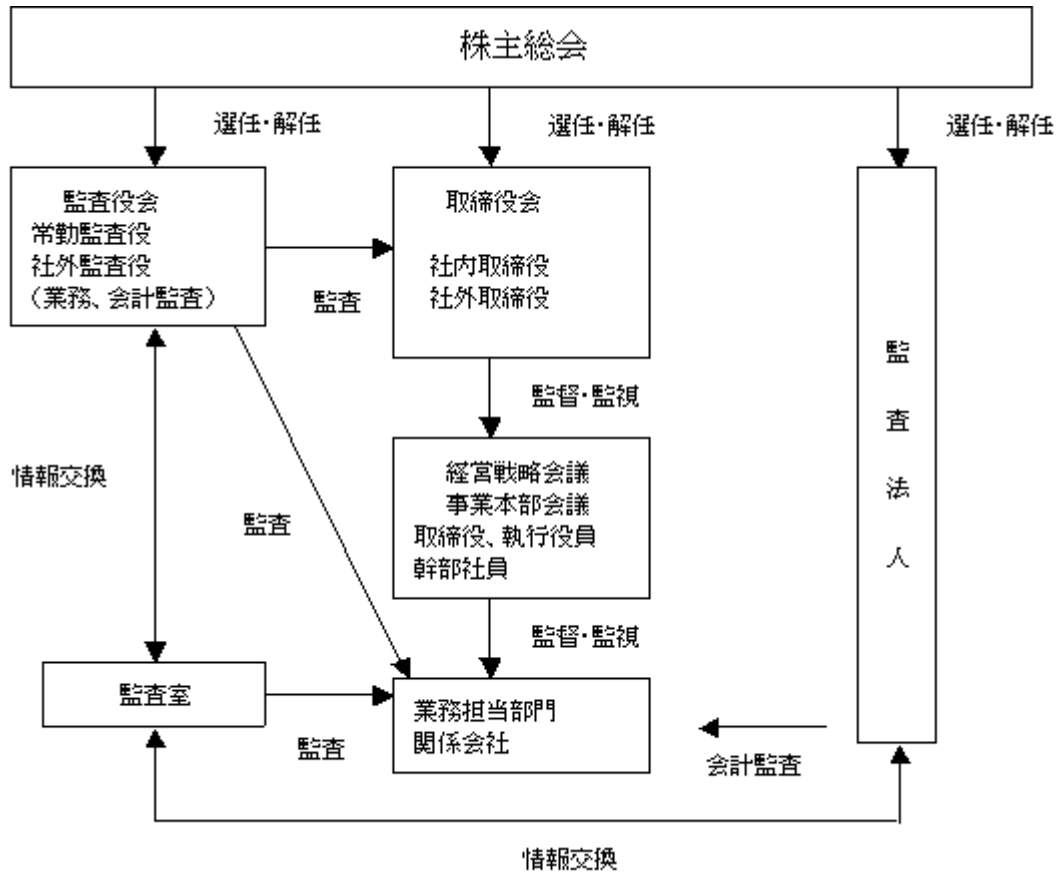 株主総会
選任・解任
選任・解任
選任・解任
監査役会
常勤監査役
社外監査役
（業務、会計監査）
監査
取締役会
社内取締役
社外取締役
監査法人
監督・監視
経営戦略会議
事業本部会議
取締役、執行役員
幹部社員
情報交換
監査
監督・監視
監査室
監査
業務担当部門
関係会社
会計監査
情報交換